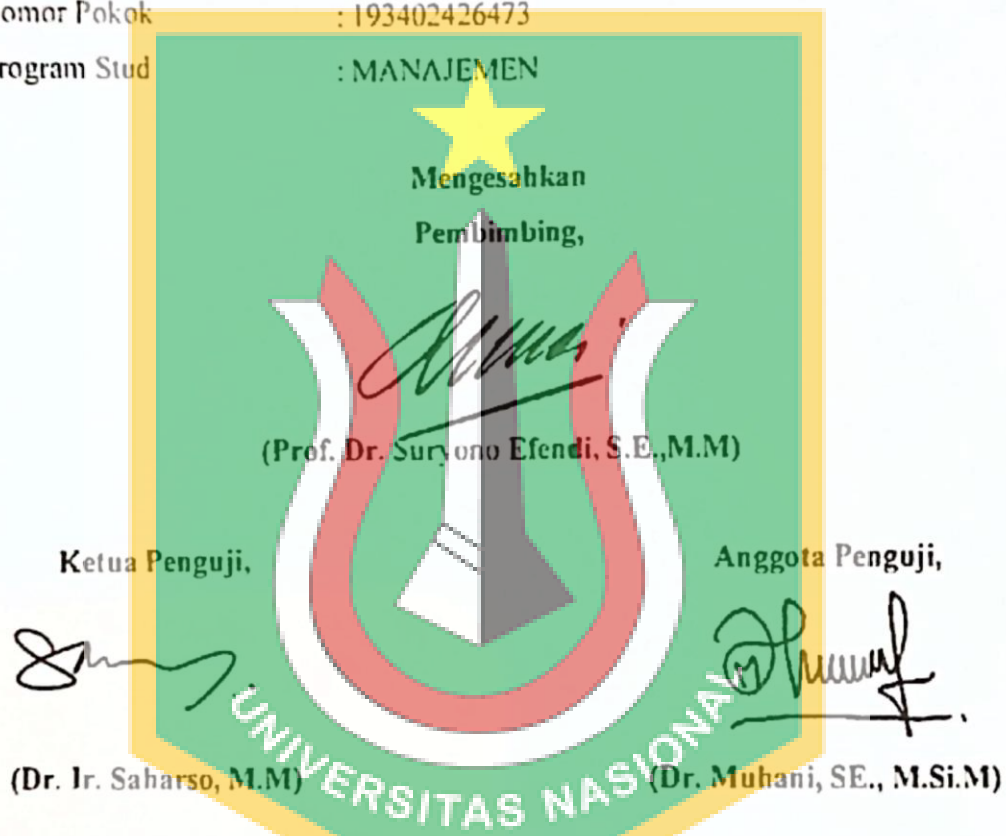 omor Pokok : 193402426473
rogram Stud : MANAJEMEN
Mengesahkan
Pembimbing,
(Prof. Dr. Suryono Efendi, S.E.,M.M)
Ketua Penguji, Anggota Penguji,
(Dr. Ir. Saharso, M.M) (Dr. Muhani, SE., M.Si.M)
UNIVERSITAS NASIONAL